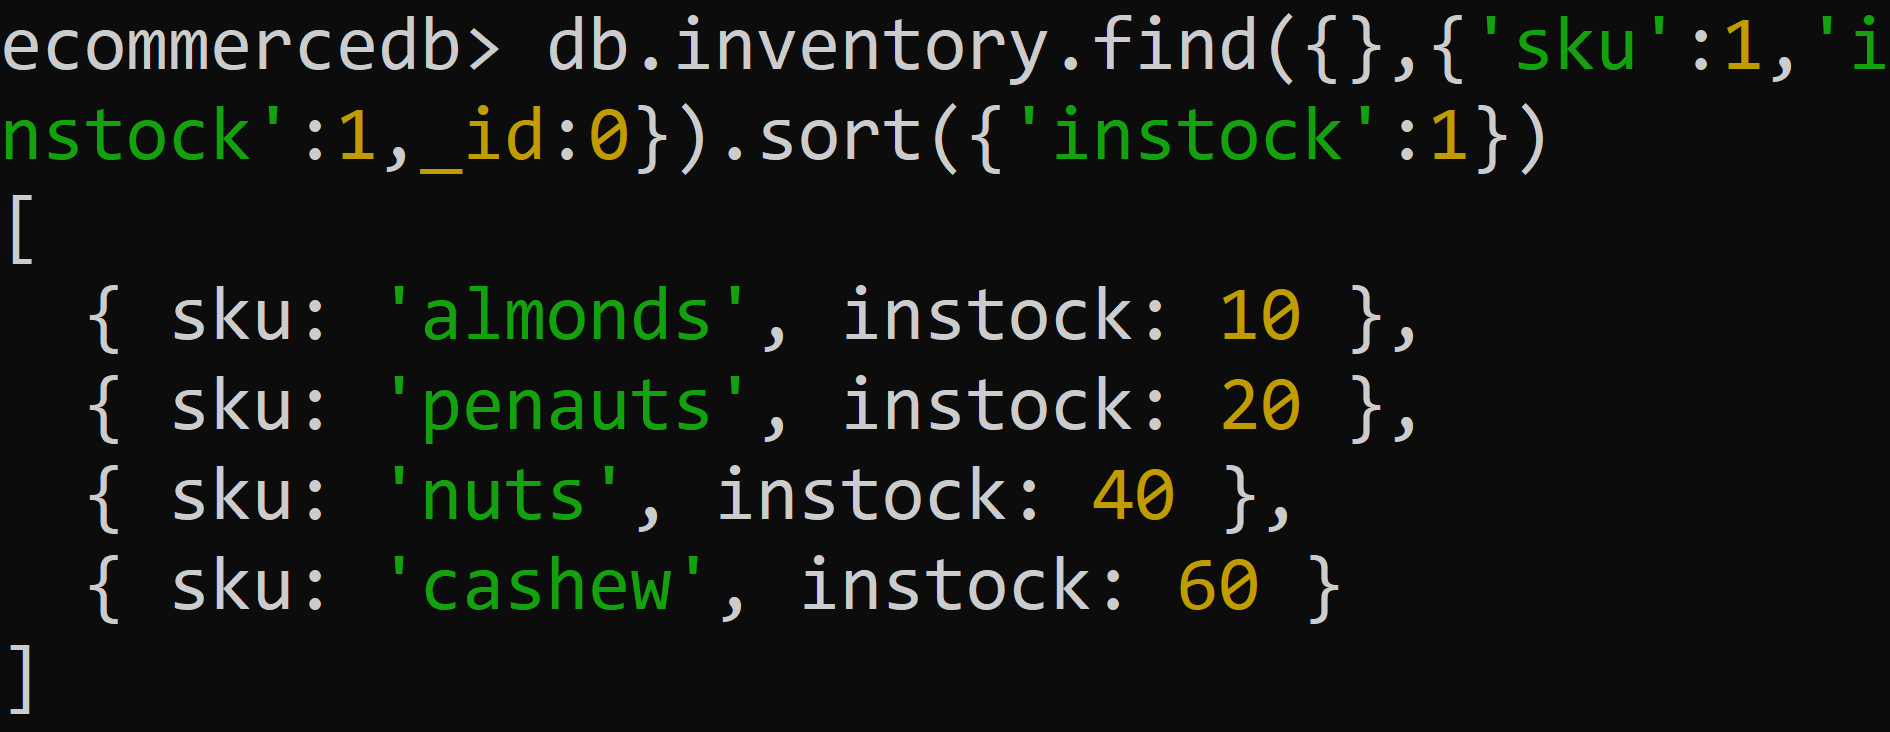 ecommercedb> db.inventory.find({},{'sku':1,'i
nstock':1,_id:0}).sort({'instock':1})
[
  { sku: 'almonds', instock: 10 },
  { sku: 'penauts', instock: 20 },
  { sku: 'nuts', instock: 40 },
  { sku: 'cashew', instock: 60 }
]